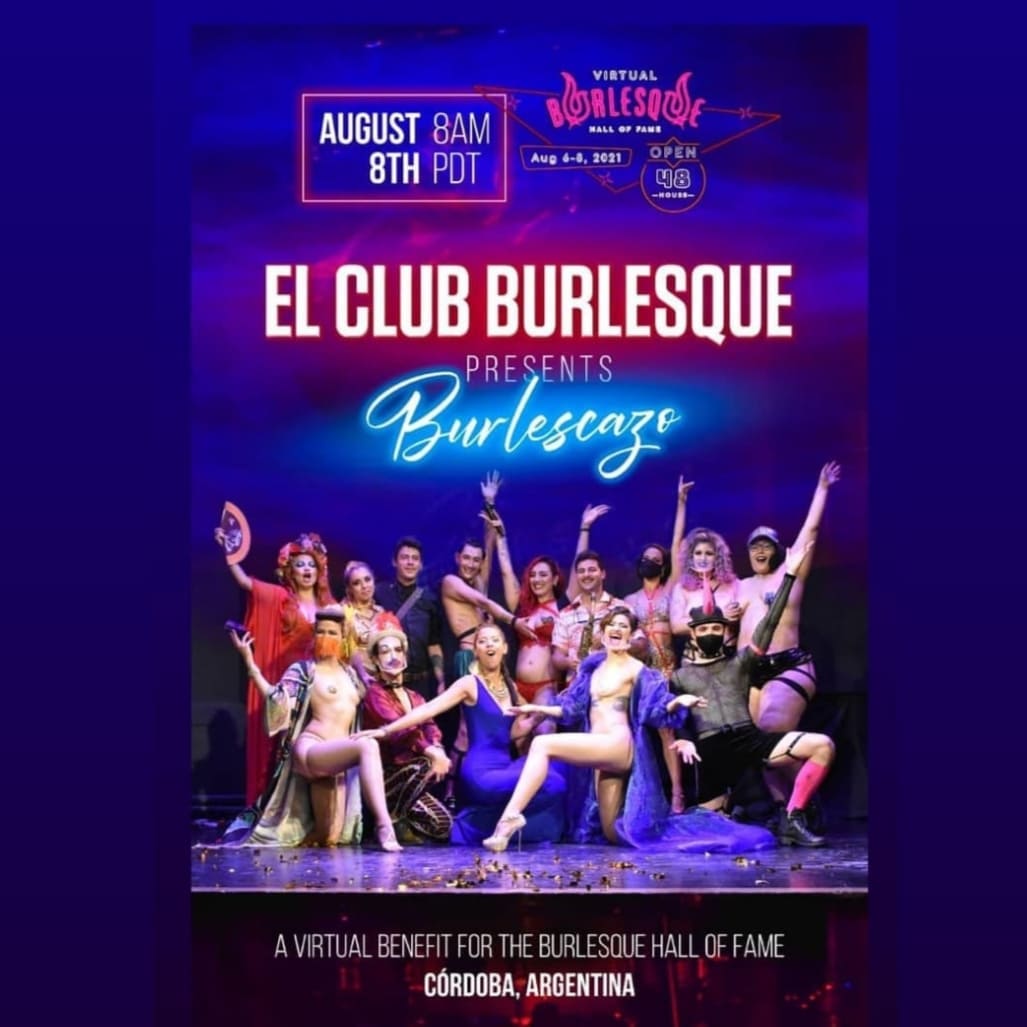 AUGUST 8AM
8TH PDT
VIRTUAL
BURLESQUE
HALL OF FAME
Aug 6-8, 2021
OPEN
48
HOUSE
EL CLUB BURLESQUE
PRESENTS
Burlescazo
A VIRTUAL BENEFIT FOR THE BURLESQUE HALL OF FAME
CÓRDOBA, ARGENTINA